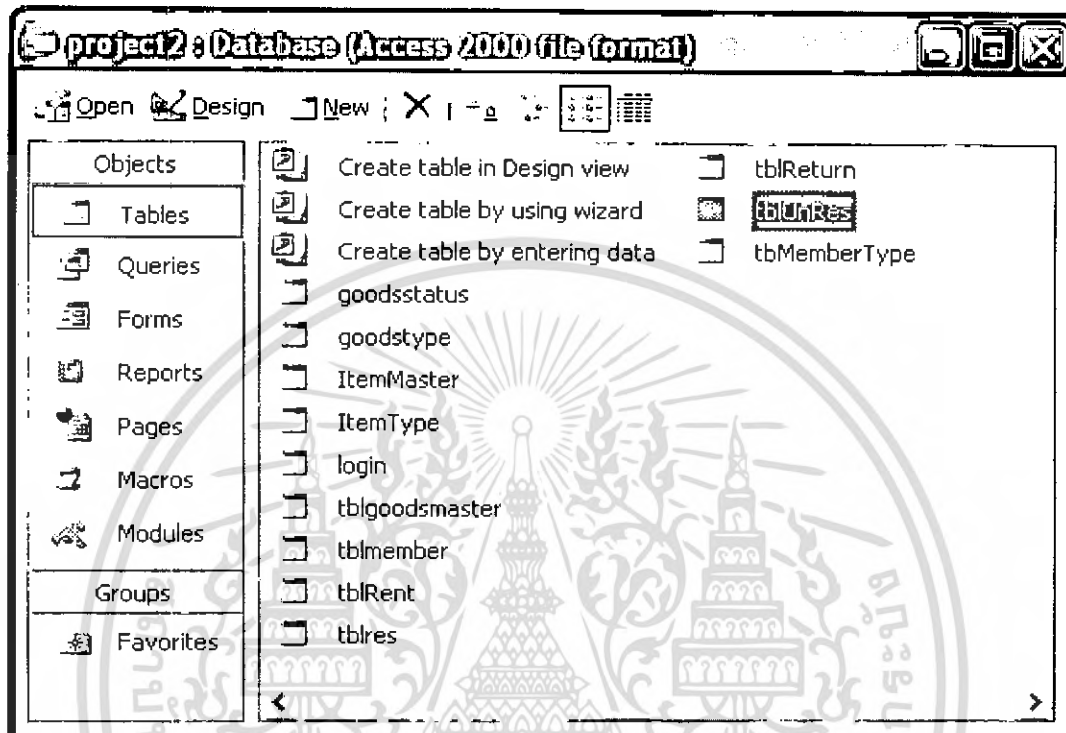 project2 : Database (Access 2000 file format)
Open Design New
Objects
Tables
Queries
Forms
Reports
Pages
Macros
Modules
Groups
Favorites
Create table in Design view
Create table by using wizard
Create table by entering data
goodsstatus
goodstype
ItemMaster
ItemType
login
tblgoodsmaster
tblmember
tblRent
tblres
tblReturn
tblUnRes
tbMemberType